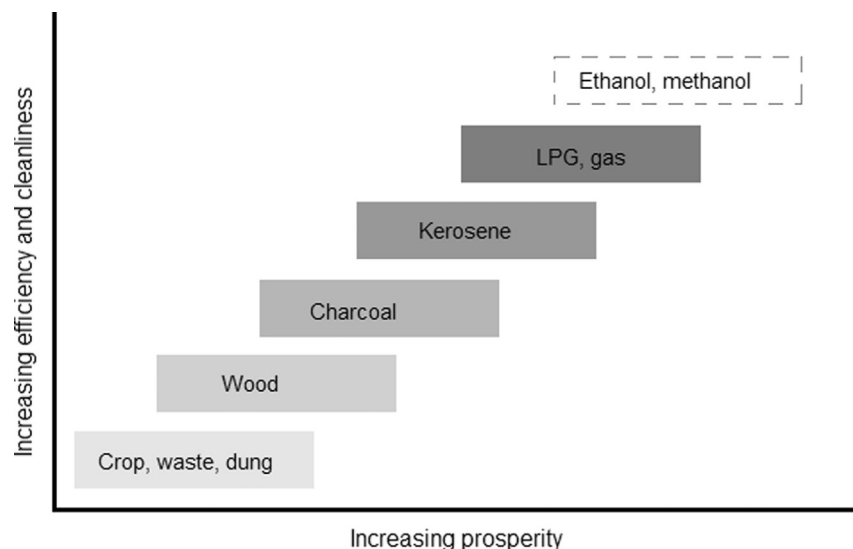 Increasing efficiency and cleanliness
Ethanol, methanol
LPG, gas
Kerosene
Charcoal
Wood
Crop, waste, dung
Increasing prosperity